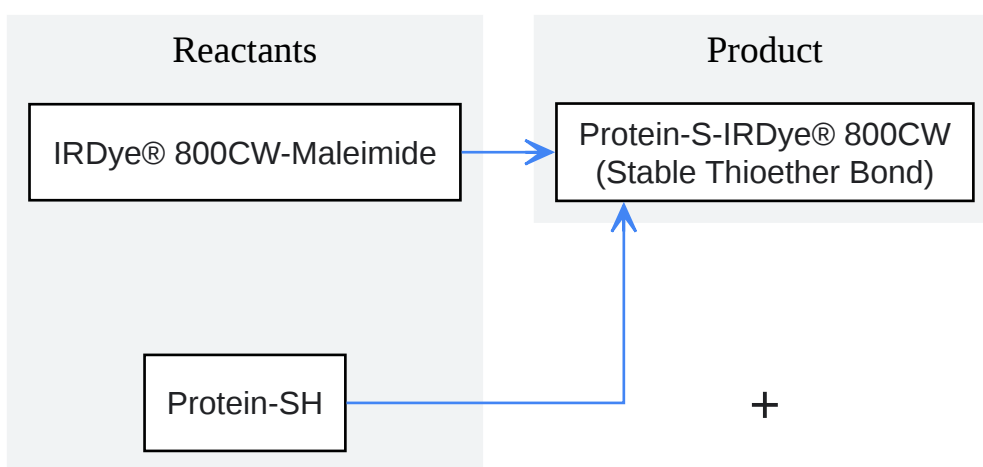 Reactants
Product
IRDye® 800CW-Maleimide
Protein-S-IRDye® 800CW
(Stable Thioether Bond)
Protein-SH
+